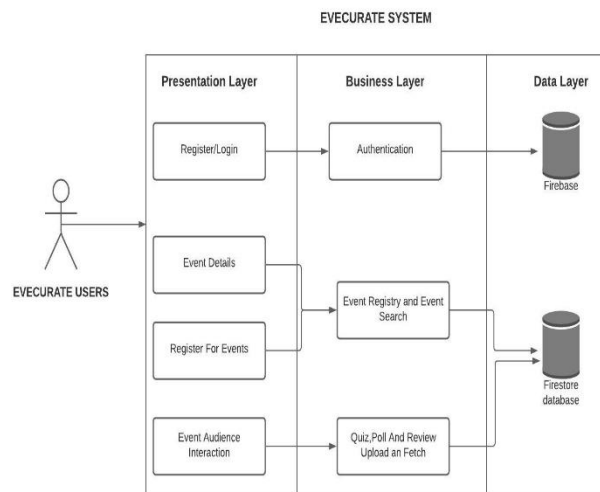 EVECURATE SYSTEM
Presentation Layer
Business Layer
Data Layer
Register/Login
Authentication
Firebase
EVECURATE USERS
Event Details
Register For Events
Event Registry and Event
Search
Firestore
database
Event Audience
Interaction
Quiz,Poll And Review
Upload an Fetch